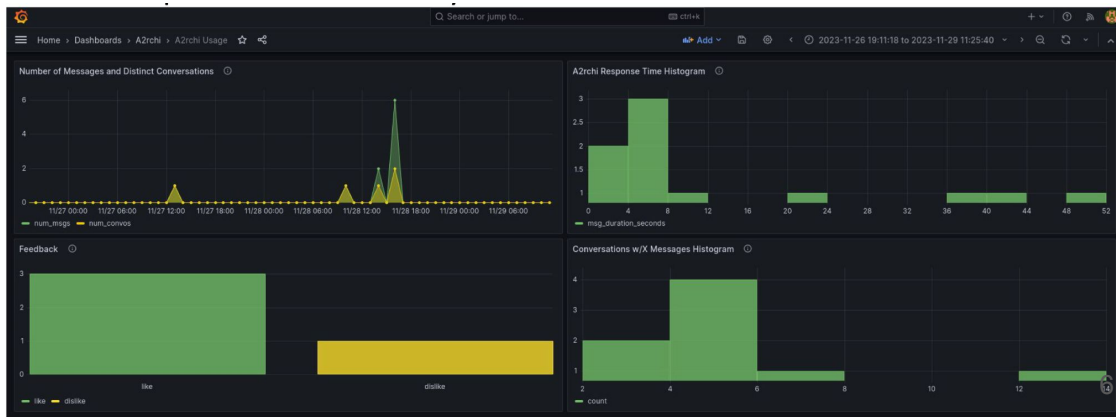 Search or jump to... ctrl+k
Home › Dashboards › A2rchi › A2rchi Usage Add 2023-11-26 19:11:18 to 2023-11-29 11:25:40
Number of Messages and Distinct Conversations
6
4
2
0
11/27 00:00 11/27 06:00 11/27 12:00 11/27 18:00 11/28 00:00 11/28 06:00 11/28 12:00 11/28 18:00 11/29 00:00 11/29 06:00
num_msgs num_convos
A2rchi Response Time Histogram
3
2.5
2
1.5
1
0 4 8 12 16 20 24 28 32 36 40 44 48 52
msg_duration_seconds
Feedback
3
2
1
0
like dislike
like dislike
Conversations w/X Messages Histogram
4
3
2
1
2 4 6 8 10 12 14
count
6